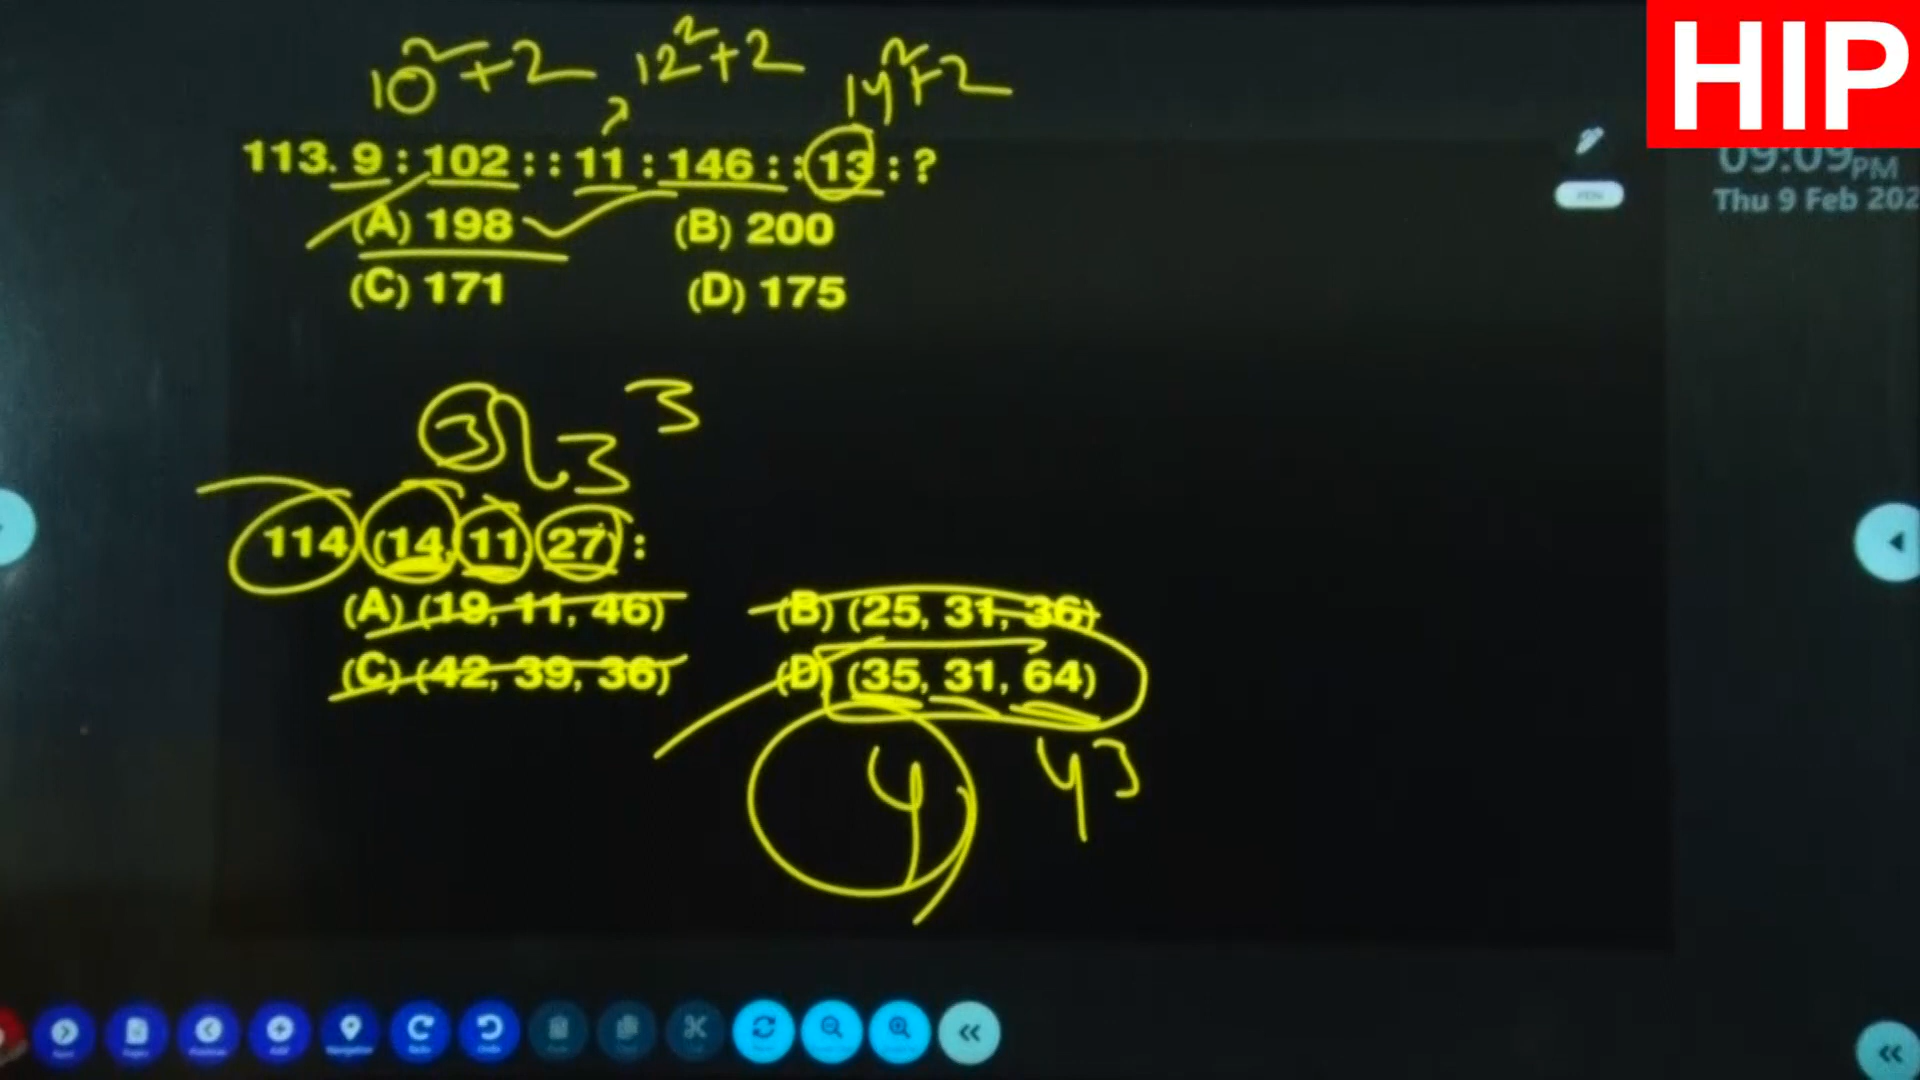 HIP
10²+2 12²+2 14²+2
09:09PM
Thu 9 Feb 202
113. 9 : 102 : : 11 : 146 : : 13 : ?
(A) 198 (B) 200
(C) 171 (D) 175
3 3 3
114 (14, 11, 27) :
(A) (19, 11, 46) (B) (25, 31, 36)
(C) (42, 39, 36) (D) (35, 31, 64)
4 4 3